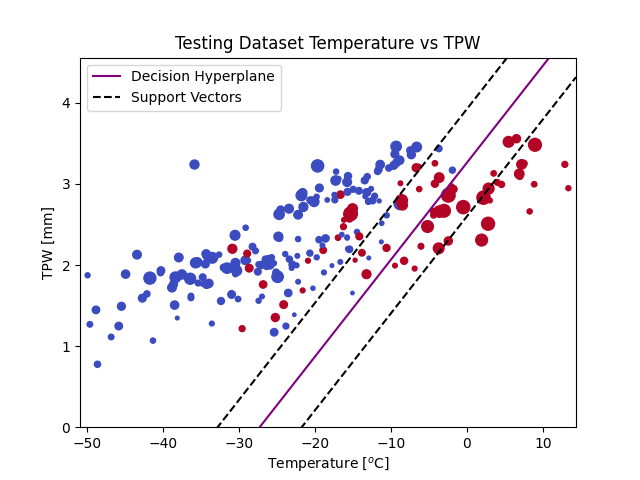 Testing Dataset Temperature vs TPW
Decision Hyperplane
Support Vectors
TPW [mm]
4
3
2
1
0
−50 −40 −30 −20 −10 0 10
Temperature [°C]